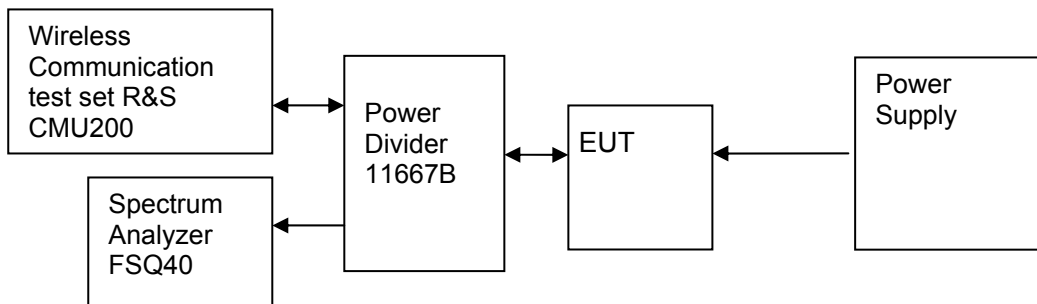 Wireless
Communication
test set R&S
CMU200
Spectrum
Analyzer
FSQ40
Power
Divider
11667B
EUT
Power
Supply